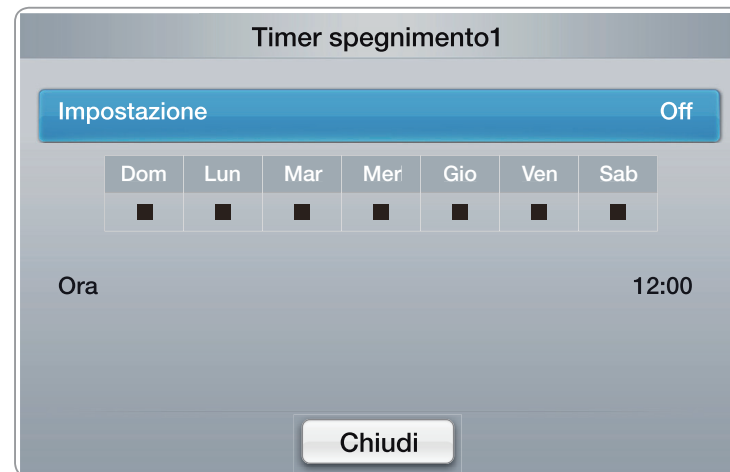 Timer spegnimento1
Impostazione Off
Dom Lun Mar Mer Gio Ven Sab
Ora 12:00
Chiudi